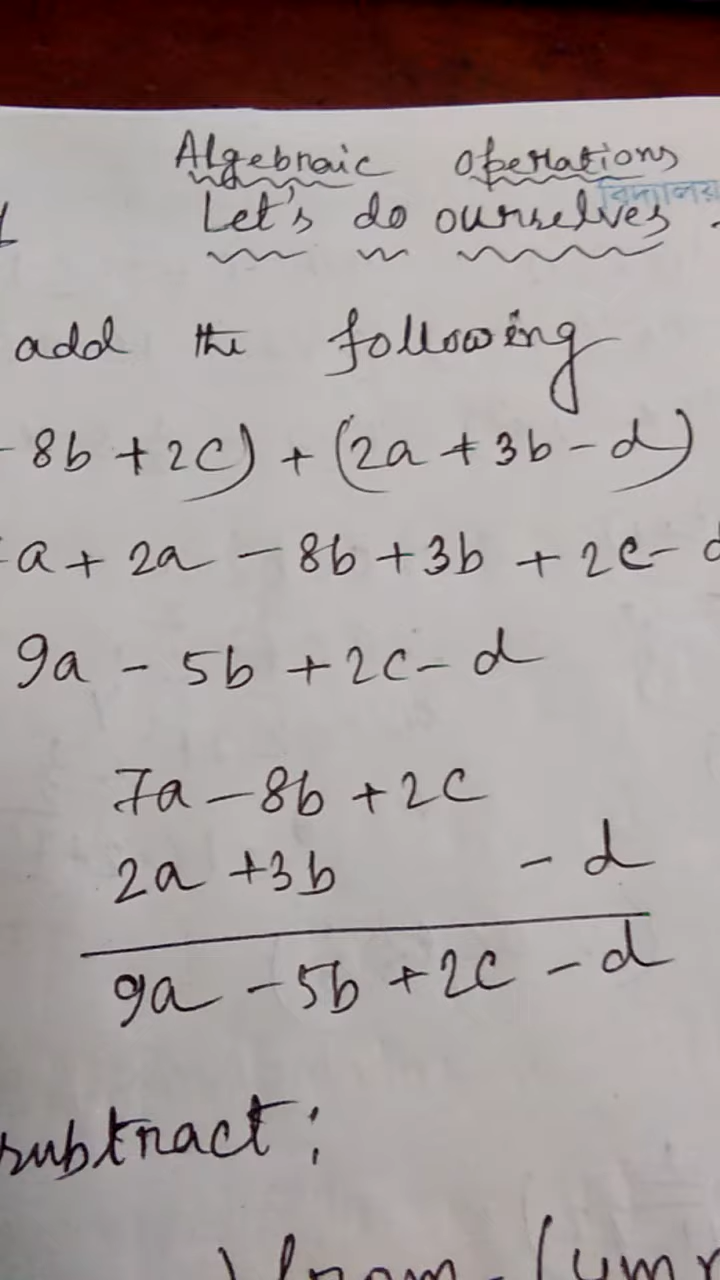 Algebraic operations
বিদ্যালয়
Let's do ourselves
add the following
- 8b + 2c) + (2a + 3b - d)
a + 2a - 8b + 3b + 2c - d
9a - 5b + 2c - d
7a - 8b + 2c
2a + 3b - d
9a - 5b + 2c - d
subtract:
from